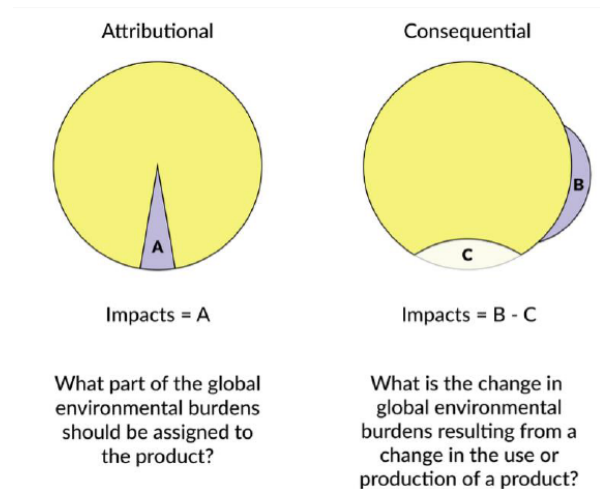 Attributional
A
Impacts = A
What part of the global
environmental burdens
should be assigned to
the product?
Consequential
B
C
Impacts = B - C
What is the change in
global environmental
burdens resulting from a
change in the use or
production of a product?